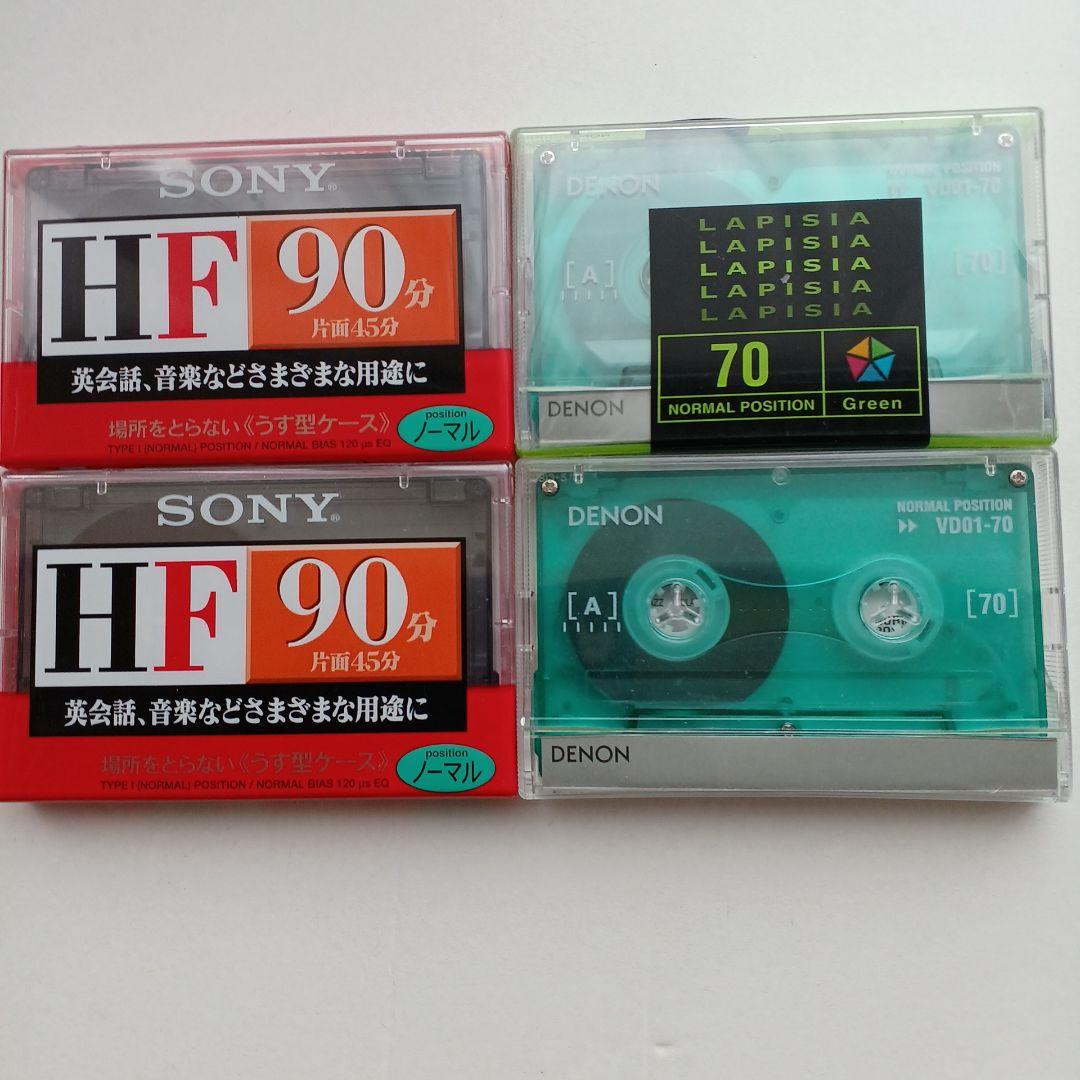 SONY®
HF 90分
片面45分
英会話、音楽などさまざまな用途に
場所をとらない《うす型ケース》
TYPE I (NORMAL) POSITION / NORMAL BIAS 120 μs EQ
position
ノーマル
DENON
NORMAL POSITION
VD01-70
[A]
[70]
LAPISIA
LAPISIA
LAPISIA
LAPISIA
LAPISIA
70
NORMAL POSITION
Green
DENON
SONY®
HF 90分
片面45分
英会話、音楽などさまざまな用途に
場所をとらない《うす型ケース》
TYPE I (NORMAL) POSITION / NORMAL BIAS 120 μs EQ
position
ノーマル
DENON
NORMAL POSITION
VD01-70
[A]
[70]
DENON